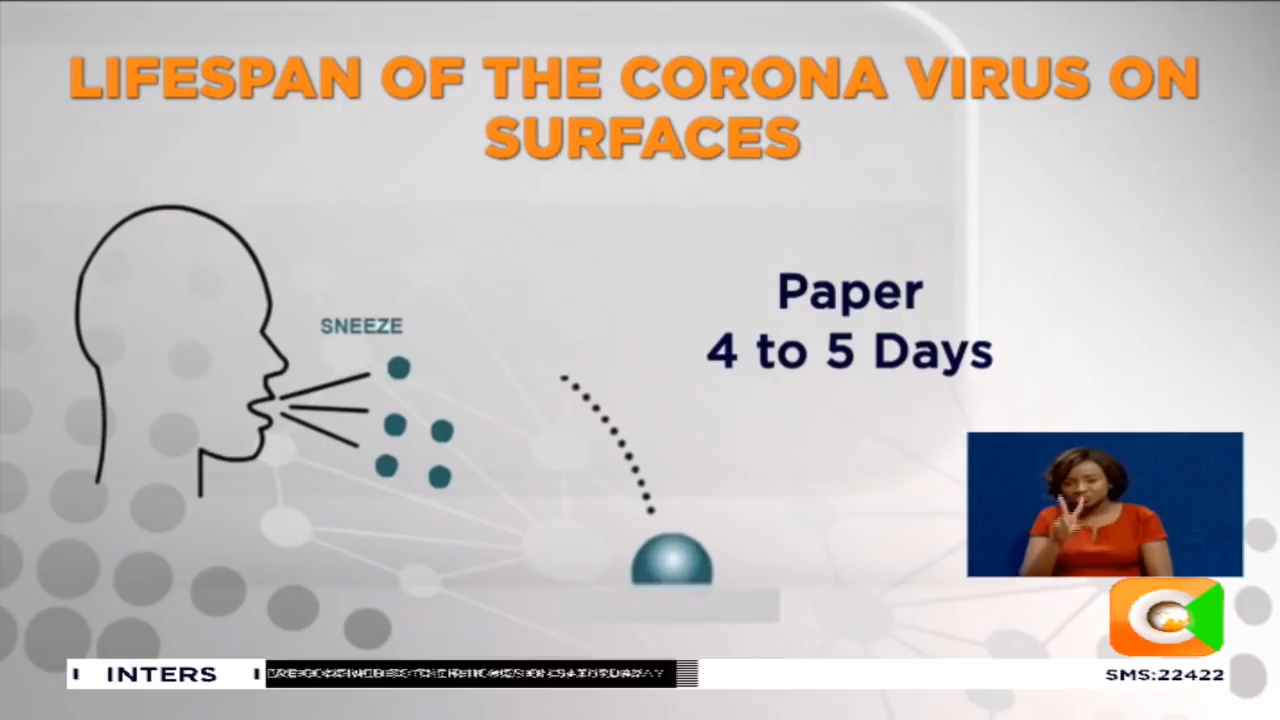 LIFESPAN OF THE CORONA VIRUS ON
SURFACES
SNEEZE
Paper
4 to 5 Days
INTERS
SMS:22422